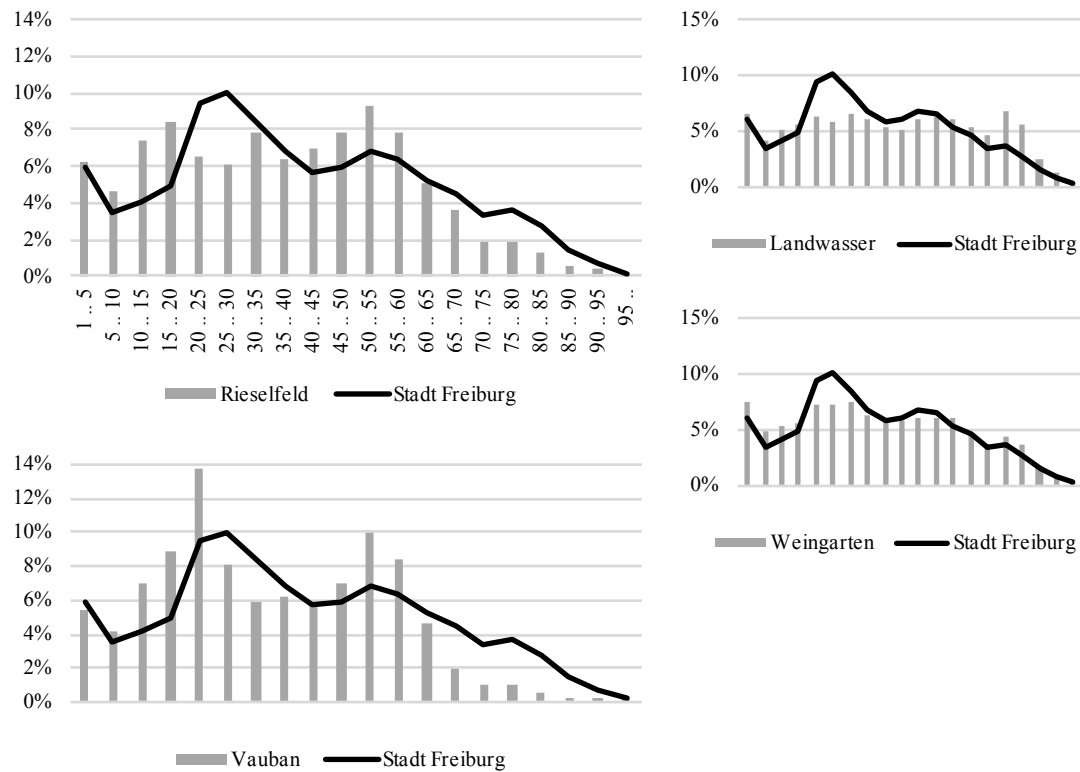 14%
12%
10%
8%
6%
4%
2%
0%
1 .. 5
5 .. 10
10 .. 15
15 .. 20
20 .. 25
25 .. 30
30 .. 35
35 .. 40
40 .. 45
45 .. 50
50 .. 55
55 .. 60
60 .. 65
65 .. 70
70 .. 75
75 .. 80
80 .. 85
85 .. 90
90 .. 95
95 ..
Rieselfeld Stadt Freiburg
14%
12%
10%
8%
6%
4%
2%
0%
Vauban Stadt Freiburg
15%
10%
5%
0%
Landwasser Stadt Freiburg
15%
10%
5%
0%
Weingarten Stadt Freiburg